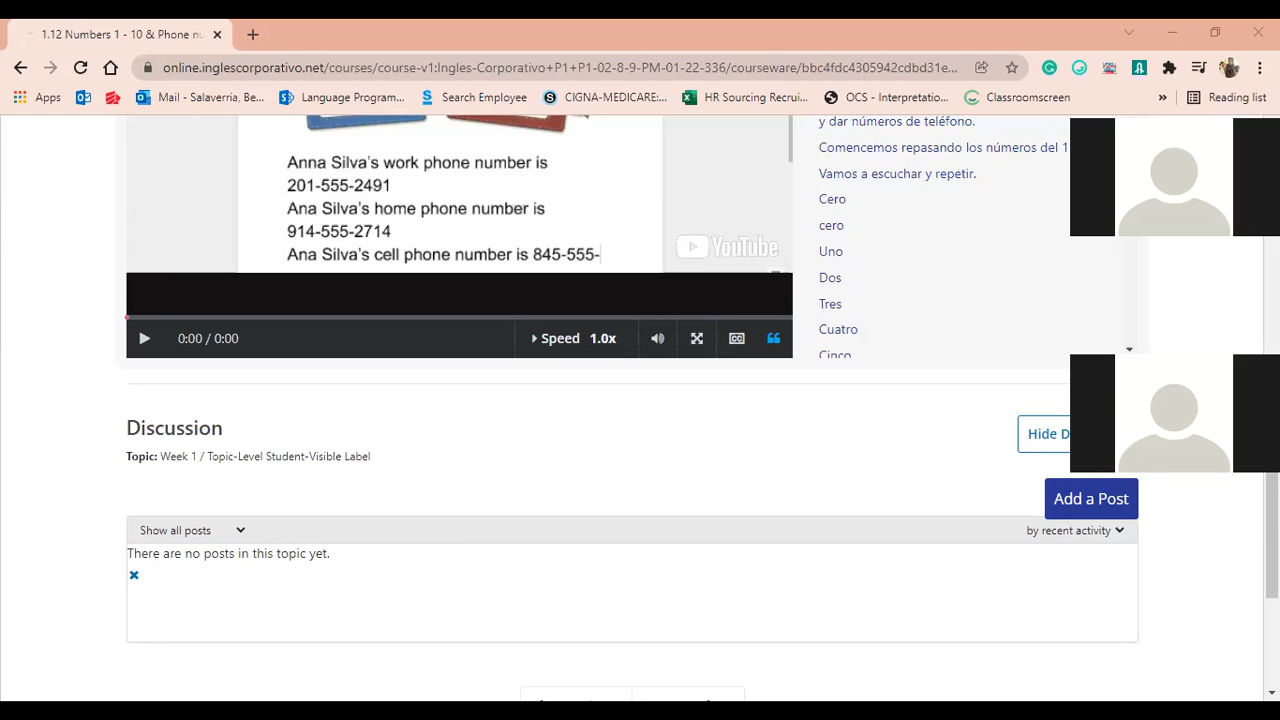 1.12 Numbers 1 - 10 & Phone nu
online.inglescorporativo.net/courses/course-v1:Ingles-Corporativo+P1+P1-02-8-9-PM-01-22-336/courseware/bbc4fdc4305942cdbd31e...
Apps
Mail - Salaverria, Be...
Language Program...
Search Employee
CIGNA-MEDICARE:...
HR Sourcing Recrui...
OCS - Interpretatio...
Classroomscreen
»
Reading list
Anna Silva's work phone number is
201-555-2491
Ana Silva's home phone number is
914-555-2714
Ana Silva's cell phone number is 845-555-
YouTube
0:00 / 0:00
Speed 1.0x
y dar números de teléfono.
Comencemos repasando los números del 1
Vamos a escuchar y repetir.
Cero
cero
Uno
Dos
Tres
Cuatro
Cinco
Discussion
Hide D
Topic: Week 1 / Topic-Level Student-Visible Label
Add a Post
Show all posts
by recent activity
There are no posts in this topic yet.